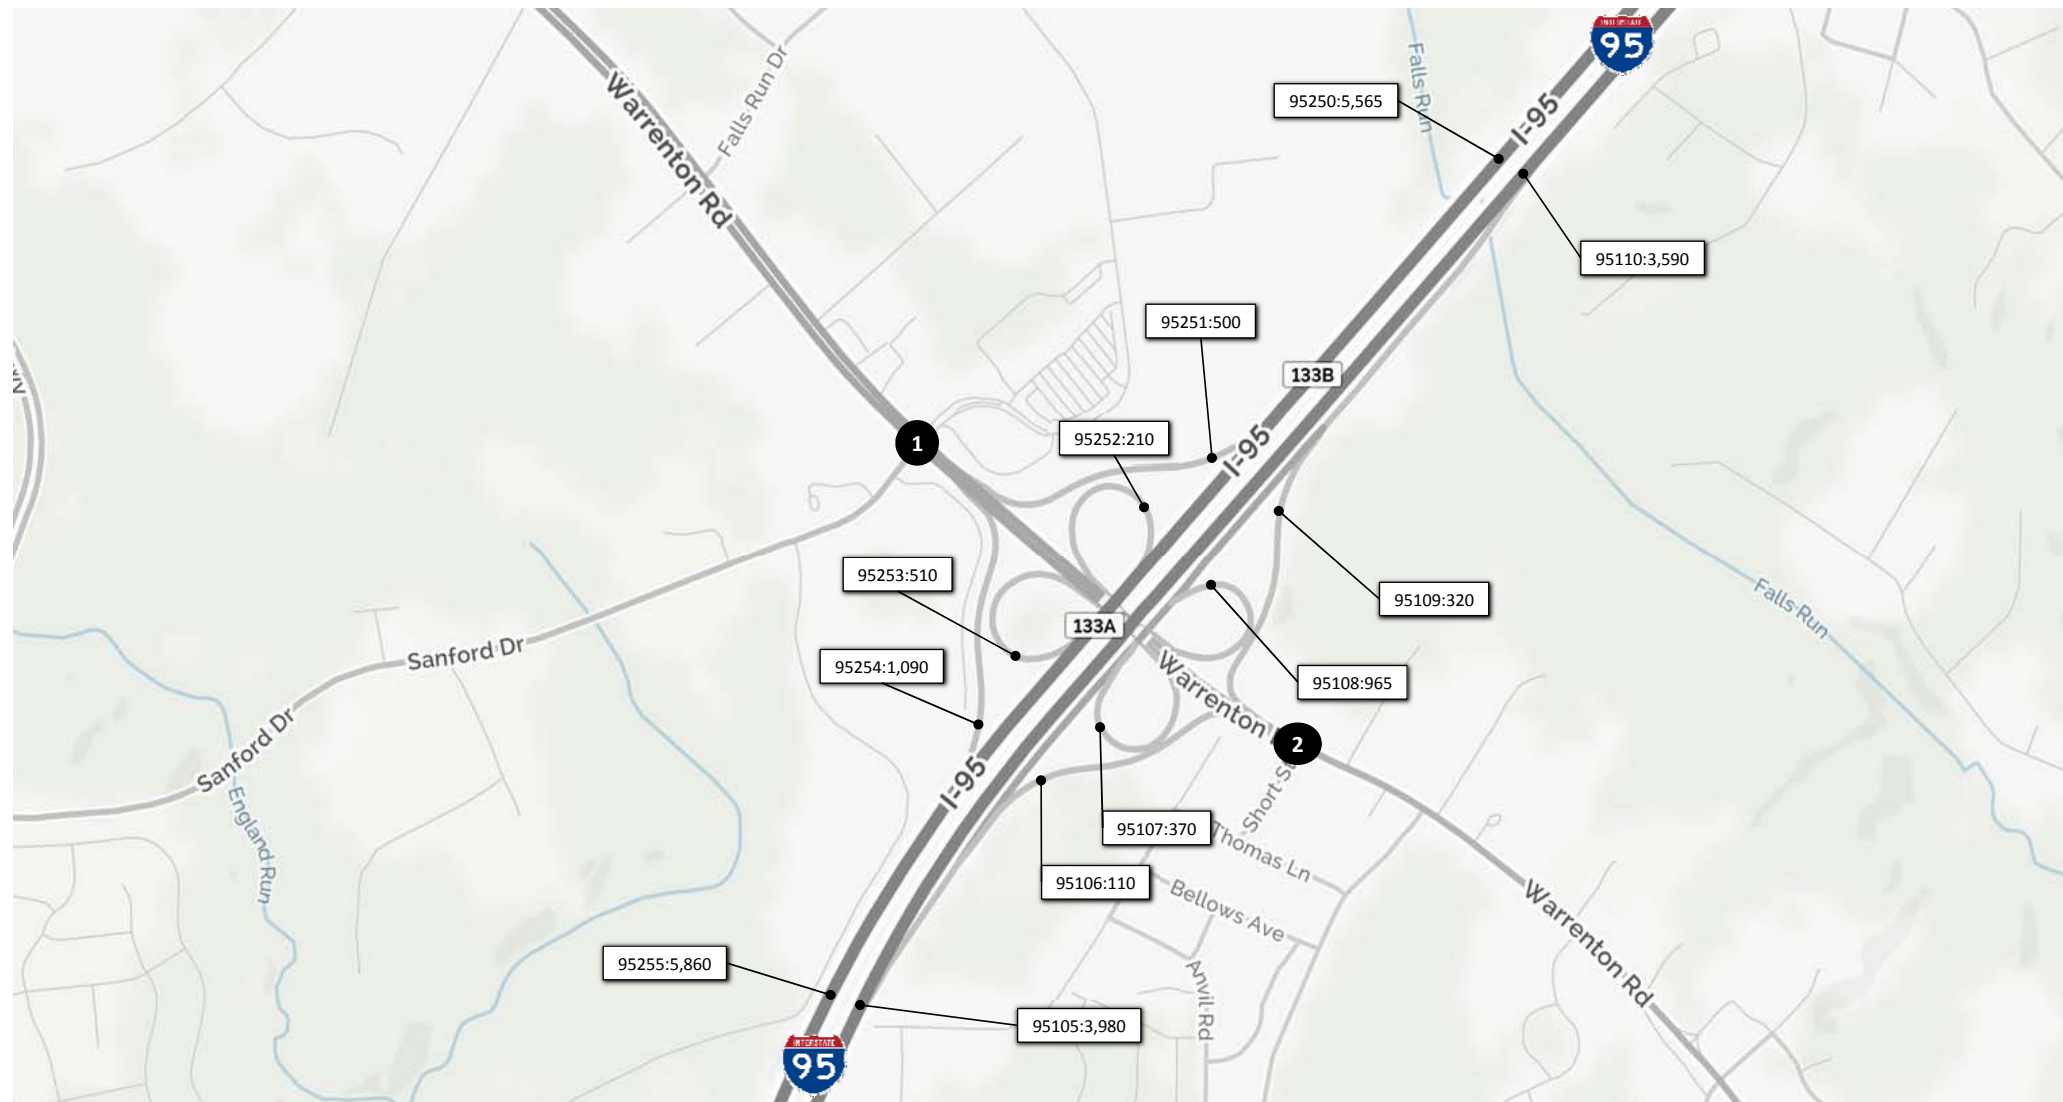 INTERSTATE
95
Falls Run
Falls Run Dr
Warrenton Rd
95250:5,565
I-95
95110:3,590
95251:500
133B
95252:210
1
I-95
95253:510
95109:320
Falls Run
133A
Sanford Dr
95254:1,090
95108:965
Warrenton
2
Sanford Dr
I-95
Short St
England Run
95107:370
Thomas Ln
95106:110
Bellows Ave
Warrenton Rd
95255:5,860
Anvil Rd
95105:3,980
INTERSTATE
95